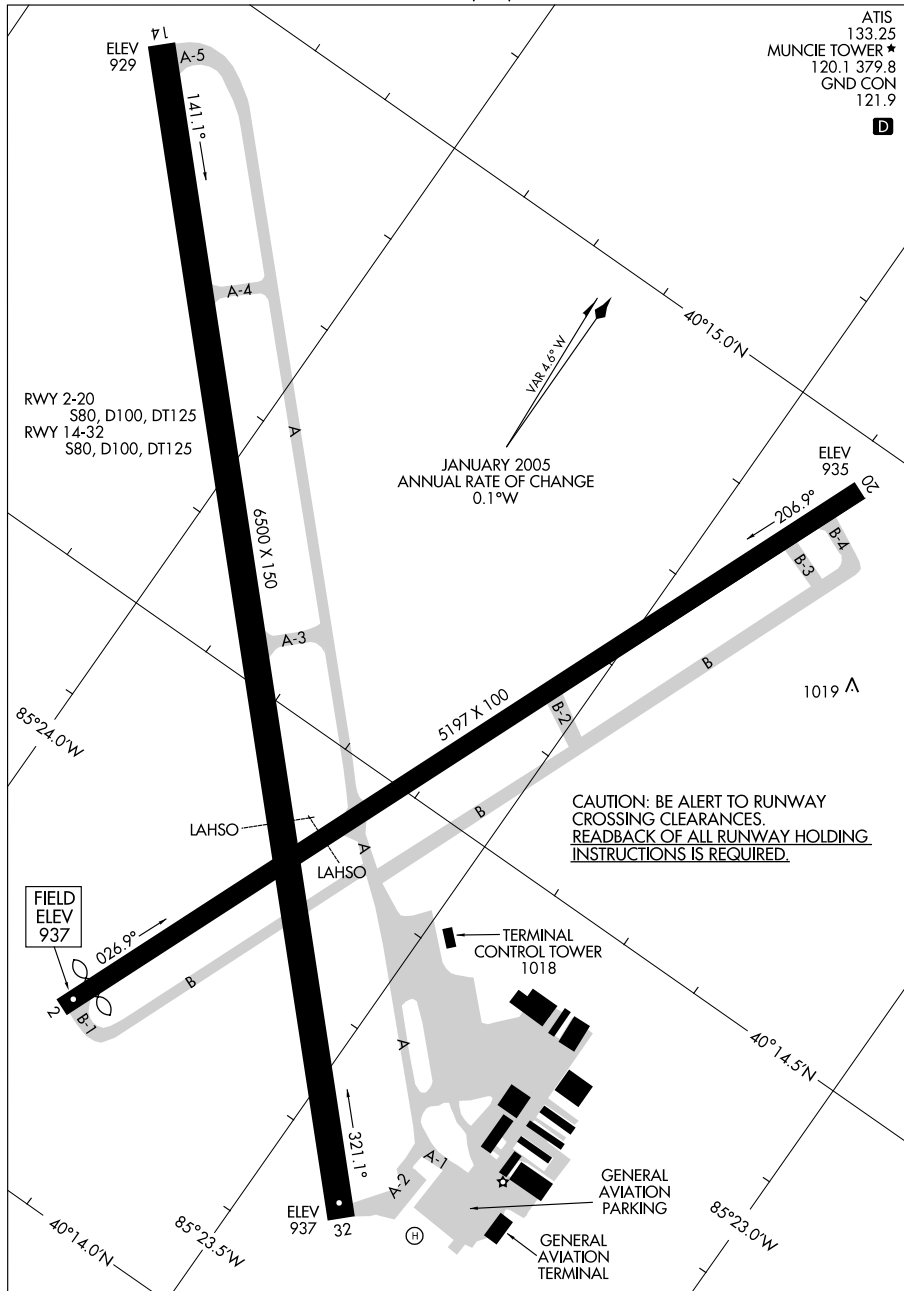 ATIS
133.25
MUNCIE TOWER ★
120.1 379.8
GND CON
121.9
D
14
ELEV
929
A-5
141.1°
A-4
40°15.0'N
VAR 4.6° W
RWY 2-20
S80, D100, DT125
RWY 14-32
S80, D100, DT125
A
JANUARY 2005
ANNUAL RATE OF CHANGE
0.1°W
ELEV
935
20
206.9°
B-4
B-3
6500 X 150
A-3
B
1019
5197 X 100
B-2
85°24.0'W
B
CAUTION: BE ALERT TO RUNWAY
CROSSING CLEARANCES.
READBACK OF ALL RUNWAY HOLDING
INSTRUCTIONS IS REQUIRED.
LAHSO
LAHSO
A
FIELD
ELEV
937
026.9°
TERMINAL
CONTROL TOWER
1018
B
2
B-1
A
40°14.5'N
321.1°
A-1
A-2
GENERAL
AVIATION
PARKING
ELEV
937
32
H
GENERAL
AVIATION
TERMINAL
40°14.0'N
85°23.5'W
85°23.0'W